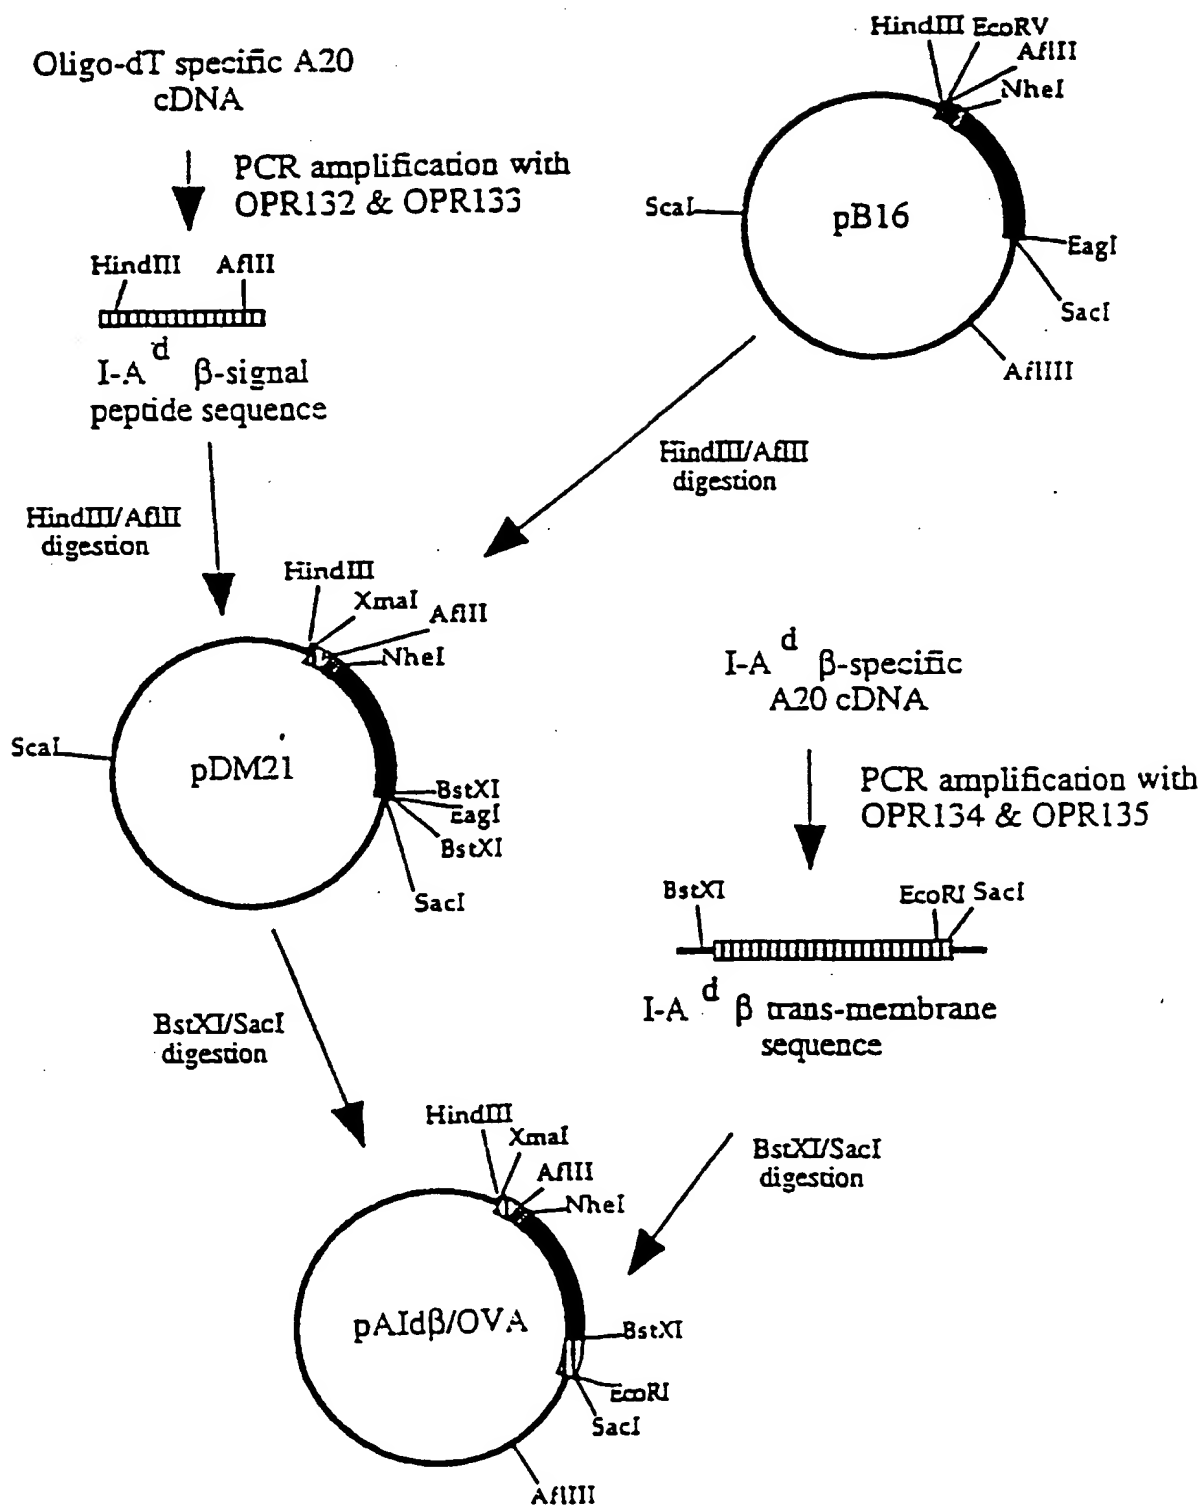 Oligo-dT specific A20
cDNA
PCR amplification with
OPR132 & OPR133
HindIII AflII
I-A d β-signal
peptide sequence
HindIII/AflII
digestion
HindIII EcoRV
AflII
NheI
ScaI
pB16
EagI
SacI
AflIII
HindIII/AflII
digestion
HindIII
XmaI
AflII
NheI
ScaI
pDM21
BstXI
EagI
BstXI
SacI
I-A d β-specific
A20 cDNA
PCR amplification with
OPR134 & OPR135
BstXI
EcoRI SacI
I-A d β trans-membrane
sequence
BstXI/SacI
digestion
BstXI/SacI
digestion
HindIII
XmaI
AflII
NheI
pAIdβ/OVA
BstXI
EcoRI
SacI
AflIII